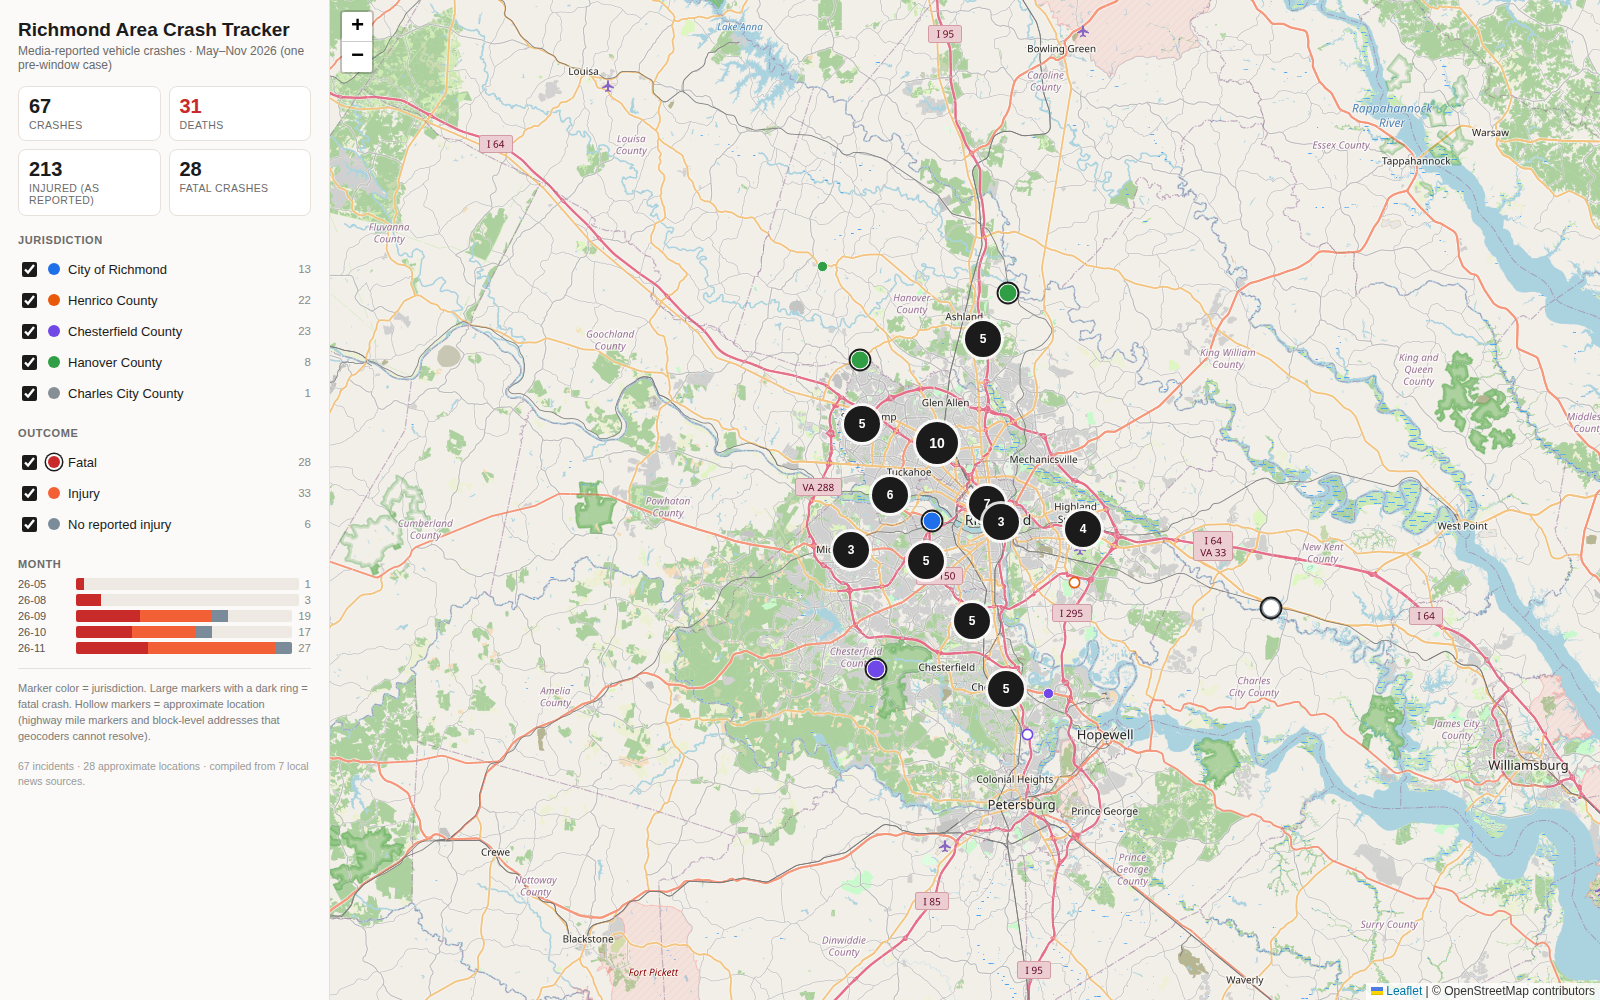 Richmond Area Crash Tracker
Media-reported vehicle crashes · May–Nov 2026 (one
pre-window case)
67
CRASHES
31
DEATHS
213
INJURED (AS
REPORTED)
28
FATAL CRASHES
JURISDICTION
City of Richmond 13
Henrico County 22
Chesterfield County 23
Hanover County 8
Charles City County 1
OUTCOME
Fatal 28
Injury 33
No reported injury 6
MONTH
26-05 1
26-08 3
26-09 19
26-10 17
26-11 27
Marker color = jurisdiction. Large markers with a dark ring =
fatal crash. Hollow markers = approximate location
(highway mile markers and block-level addresses that
geocoders cannot resolve).
67 incidents · 28 approximate locations · compiled from 7 local
news sources.
+
−
Lake Anna
I 95
Bowling Green
Louisa
Caroline
County
Rappahannock
River
Warsaw
I 64
Louisa
County
Essex County
Tappahannock
Fluvanna
County
Hanover
County
Ashland
5
Goochland
County
King William
County
King and
Queen
County
Glen Allen
5
10
Mechanicsville
Tuckahoe
VA 288
6
7
3
Highland
4
Powhatan
County
Cumberland
County
West Point
I 64
VA 33
New Kent
County
3
5
I 295
I 64
5
Chesterfield
Chesterfield
5
Amelia
County
Charles
City County
James City
County
Hopewell
Williamsburg
Colonial Heights
Petersburg
Prince George
Crewe
Nottoway
County
Prince
George
County
I 85
Surry County
Blackstone
Dinwiddie
County
Fort Pickett
I 95
Waverly
Leaflet | © OpenStreetMap contributors